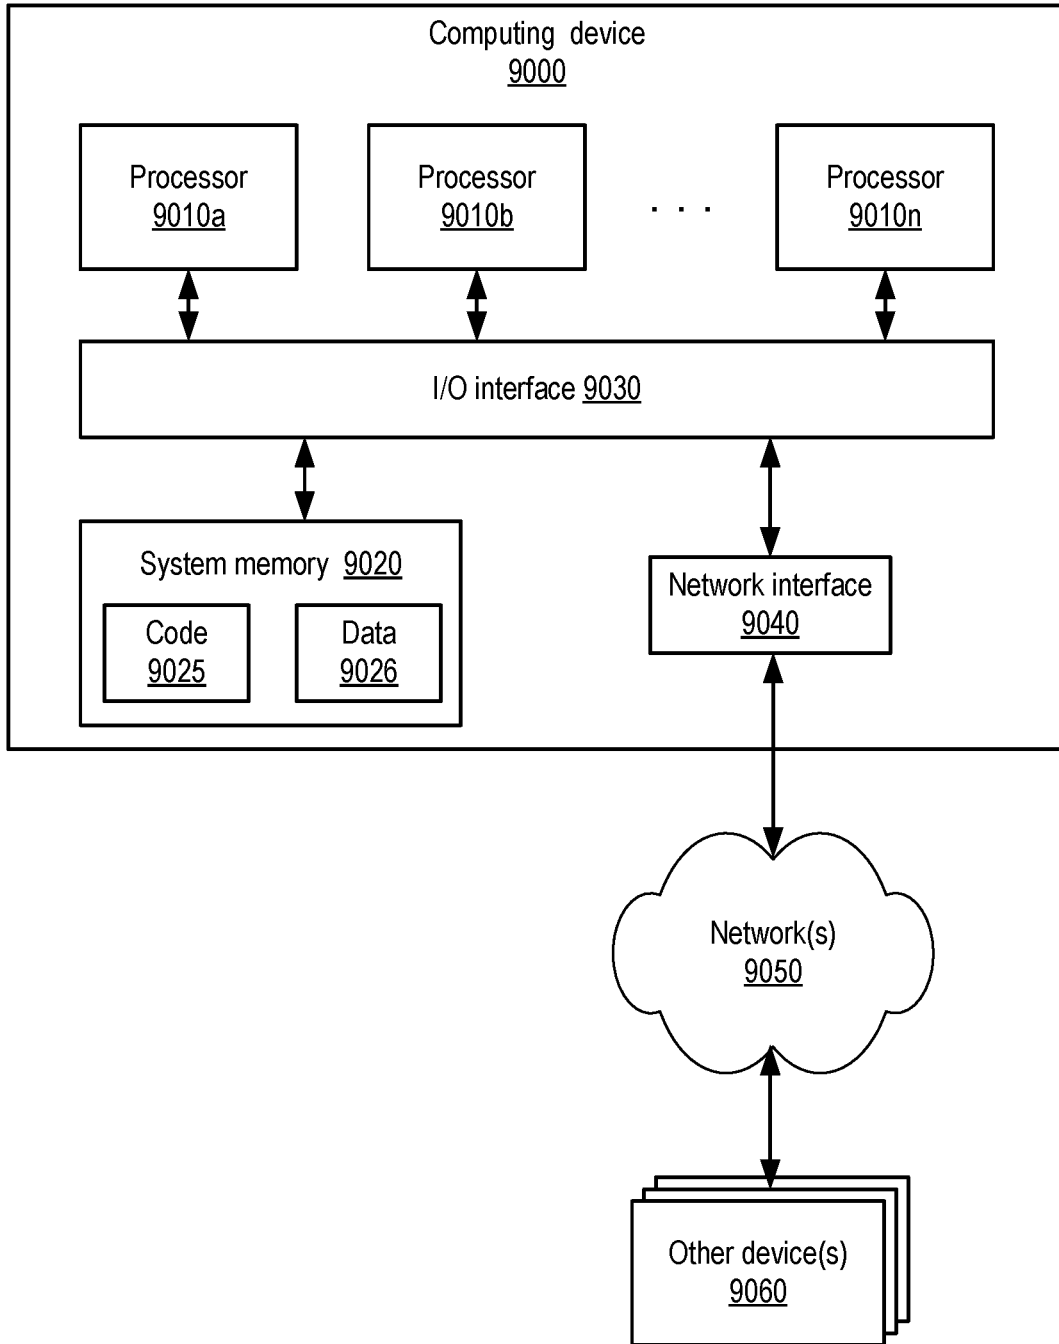 Computing device
9000
Processor
9010a
Processor
9010b
. . .
Processor
9010n
I/O interface 9030
System memory 9020
Code
9025
Data
9026
Network interface
9040
Network(s)
9050
Other device(s)
9060